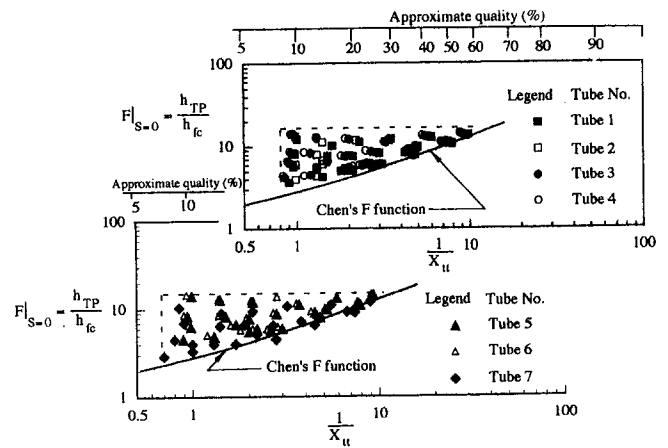 Approximate quality (%)
5 10 20 30 40 50 60 70 80 90
100
10
1
F|S=0 = hTP / hfc
Legend Tube No.
Tube 1
Tube 2
Tube 3
Tube 4
Chen's F function
0.5 1 10 100
1 / Xtt
Approximate quality (%)
5 10
100
10
1
F|S=0 = hTP / hfc
Legend Tube No.
Tube 5
Tube 6
Tube 7
Chen's F function
0.5 1 10 100
1 / Xtt